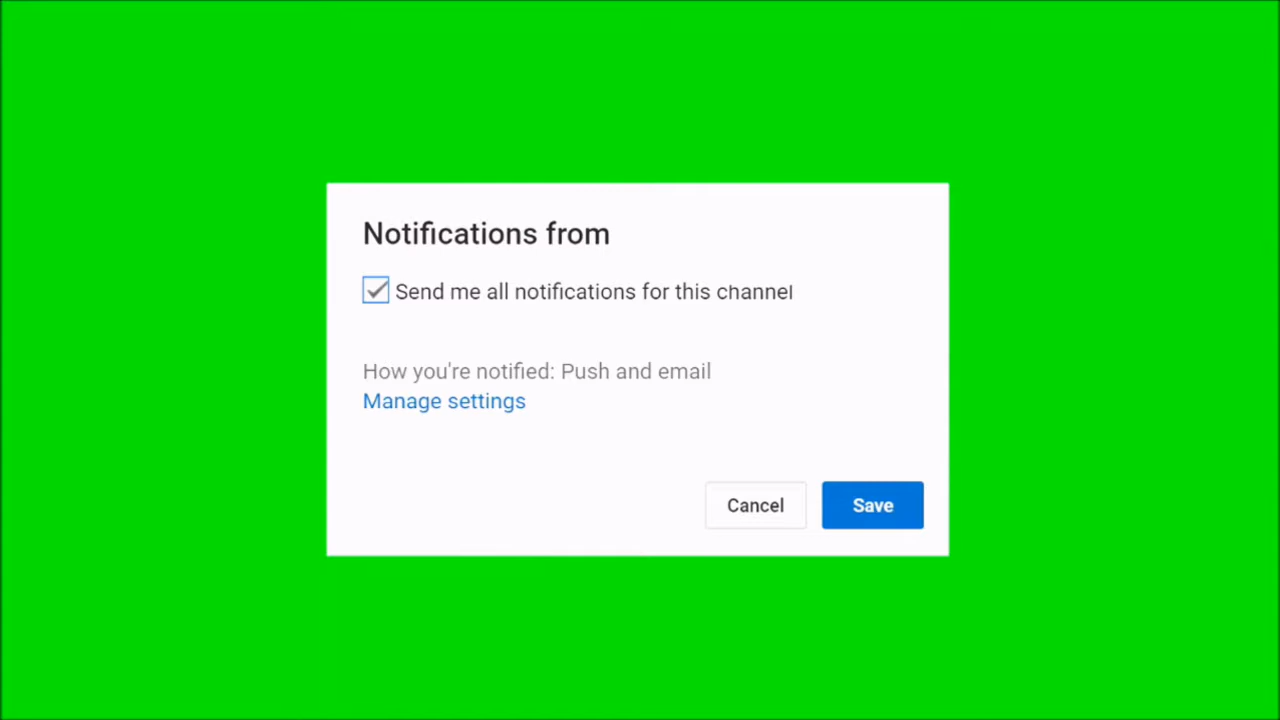 Notifications from
Send me all notifications for this channel
How you're notified: Push and email
Manage settings
Cancel
Save